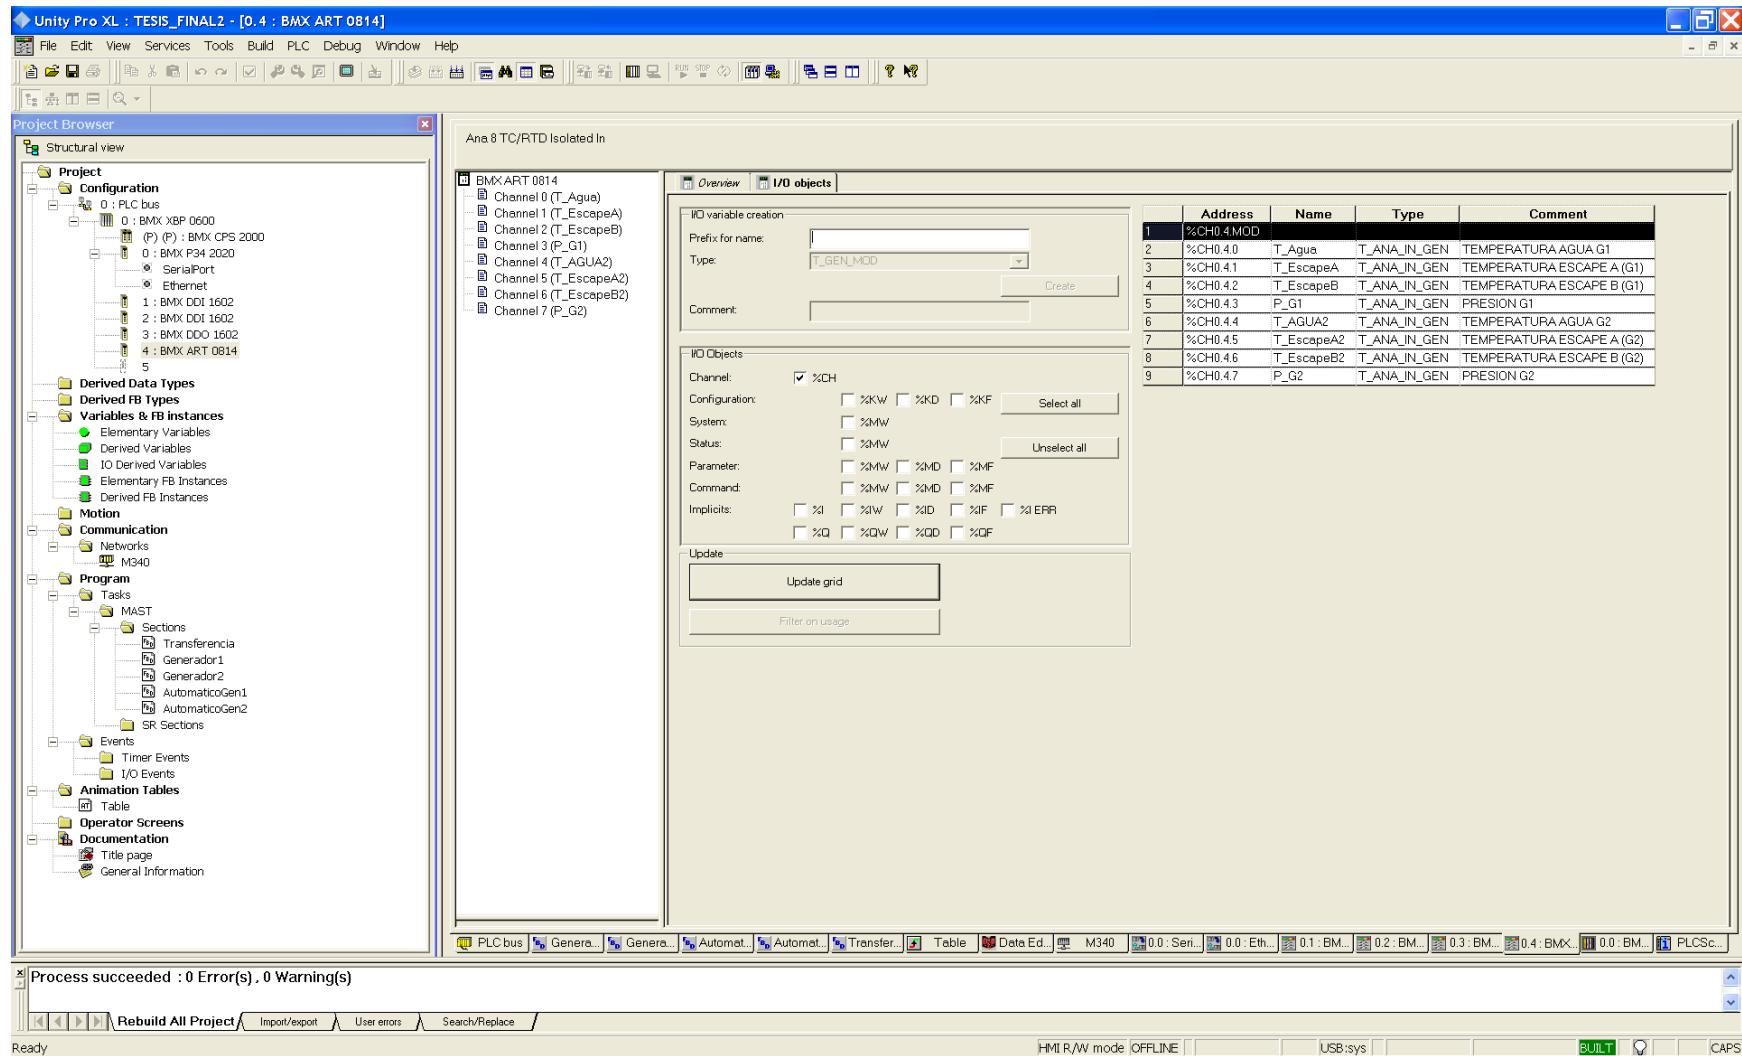 Unity Pro XL : TESIS_FINAL2 - [0.4 : BMX ART 0814]
File Edit View Services Tools Build PLC Debug Window Help
Project Browser
Structural view
Project
Configuration
0 : PLC bus
0 : BMX XBP 0600
(P) (P) : BMX CPS 2000
0 : BMX P34 2020
SerialPort
Ethernet
1 : BMX DDI 1602
2 : BMX DDI 1602
3 : BMX DDO 1602
4 : BMX ART 0814
5
Derived Data Types
Derived FB Types
Variables & FB instances
Elementary Variables
Derived Variables
IO Derived Variables
Elementary FB Instances
Derived FB Instances
Motion
Communication
Networks
M340
Program
Tasks
MAST
Sections
Transferencia
Generador1
Generador2
AutomaticoGen1
AutomaticoGen2
SR Sections
Events
Timer Events
I/O Events
Animation Tables
Table
Operator Screens
Documentation
Title page
General Information
Ana 8 TC/RTD Isolated In
BMX ART 0814
Channel 0 (T_Agua)
Channel 1 (T_EscapeA)
Channel 2 (T_EscapeB)
Channel 3 (P_G1)
Channel 4 (T_AGUA2)
Channel 5 (T_EscapeA2)
Channel 6 (T_EscapeB2)
Channel 7 (P_G2)
Overview I/O objects
I/O variable creation
Prefix for name:
Type: T_GEN_MOD
Create
Comment:
I/O Objects
Channel: %CH
Configuration: %KW %KD %KF Select all
System: %MW
Status: %MW Unselect all
Parameter: %MW %MD %MF
Command: %MW %MD %MF
Implicits: %I %IW %ID %IF %I ERR
%Q %QW %QD %QF
Update
Update grid
Filter on usage
Address Name Type Comment
1 %CH0.4.MOD
2 %CH0.4.0 T_Agua T_ANA_IN_GEN TEMPERATURA AGUA G1
3 %CH0.4.1 T_EscapeA T_ANA_IN_GEN TEMPERATURA ESCAPE A (G1)
4 %CH0.4.2 T_EscapeB T_ANA_IN_GEN TEMPERATURA ESCAPE B (G1)
5 %CH0.4.3 P_G1 T_ANA_IN_GEN PRESION G1
6 %CH0.4.4 T_AGUA2 T_ANA_IN_GEN TEMPERATURA AGUA G2
7 %CH0.4.5 T_EscapeA2 T_ANA_IN_GEN TEMPERATURA ESCAPE A (G2)
8 %CH0.4.6 T_EscapeB2 T_ANA_IN_GEN TEMPERATURA ESCAPE B (G2)
9 %CH0.4.7 P_G2 T_ANA_IN_GEN PRESION G2
PLC bus Genera... Genera... Automat... Automat... Transfer... Table Data Ed... M340 0.0 : Seri... 0.0 : Eth... 0.1 : BM... 0.2 : BM... 0.3 : BM... 0.4 : BMX... 0.0 : BM... PLCSc...
Process succeeded : 0 Error(s) , 0 Warning(s)
Rebuild All Project Import/export User errors Search/Replace
Ready HMI R/W mode OFFLINE USB:sys BUILT CAPS